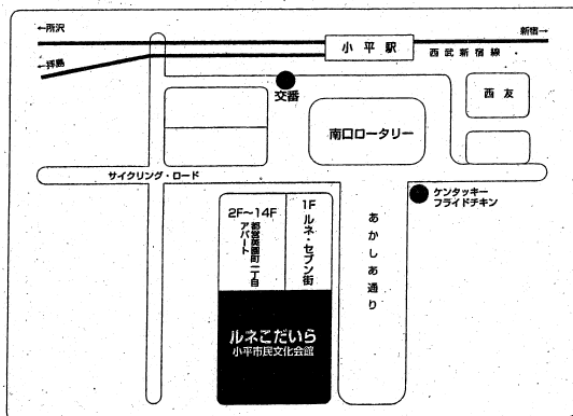 ←所沢
新宿→
小平駅
西武新宿線
←拝島
交番
西友
南口ロータリー
サイクリング・ロード
ケンタッキー
フライドチキン
2F〜14F
都営美園町一丁目
アパート
1F
ルネ・セブン街
あかしあ通り
ルネこだいら
小平市民文化会館